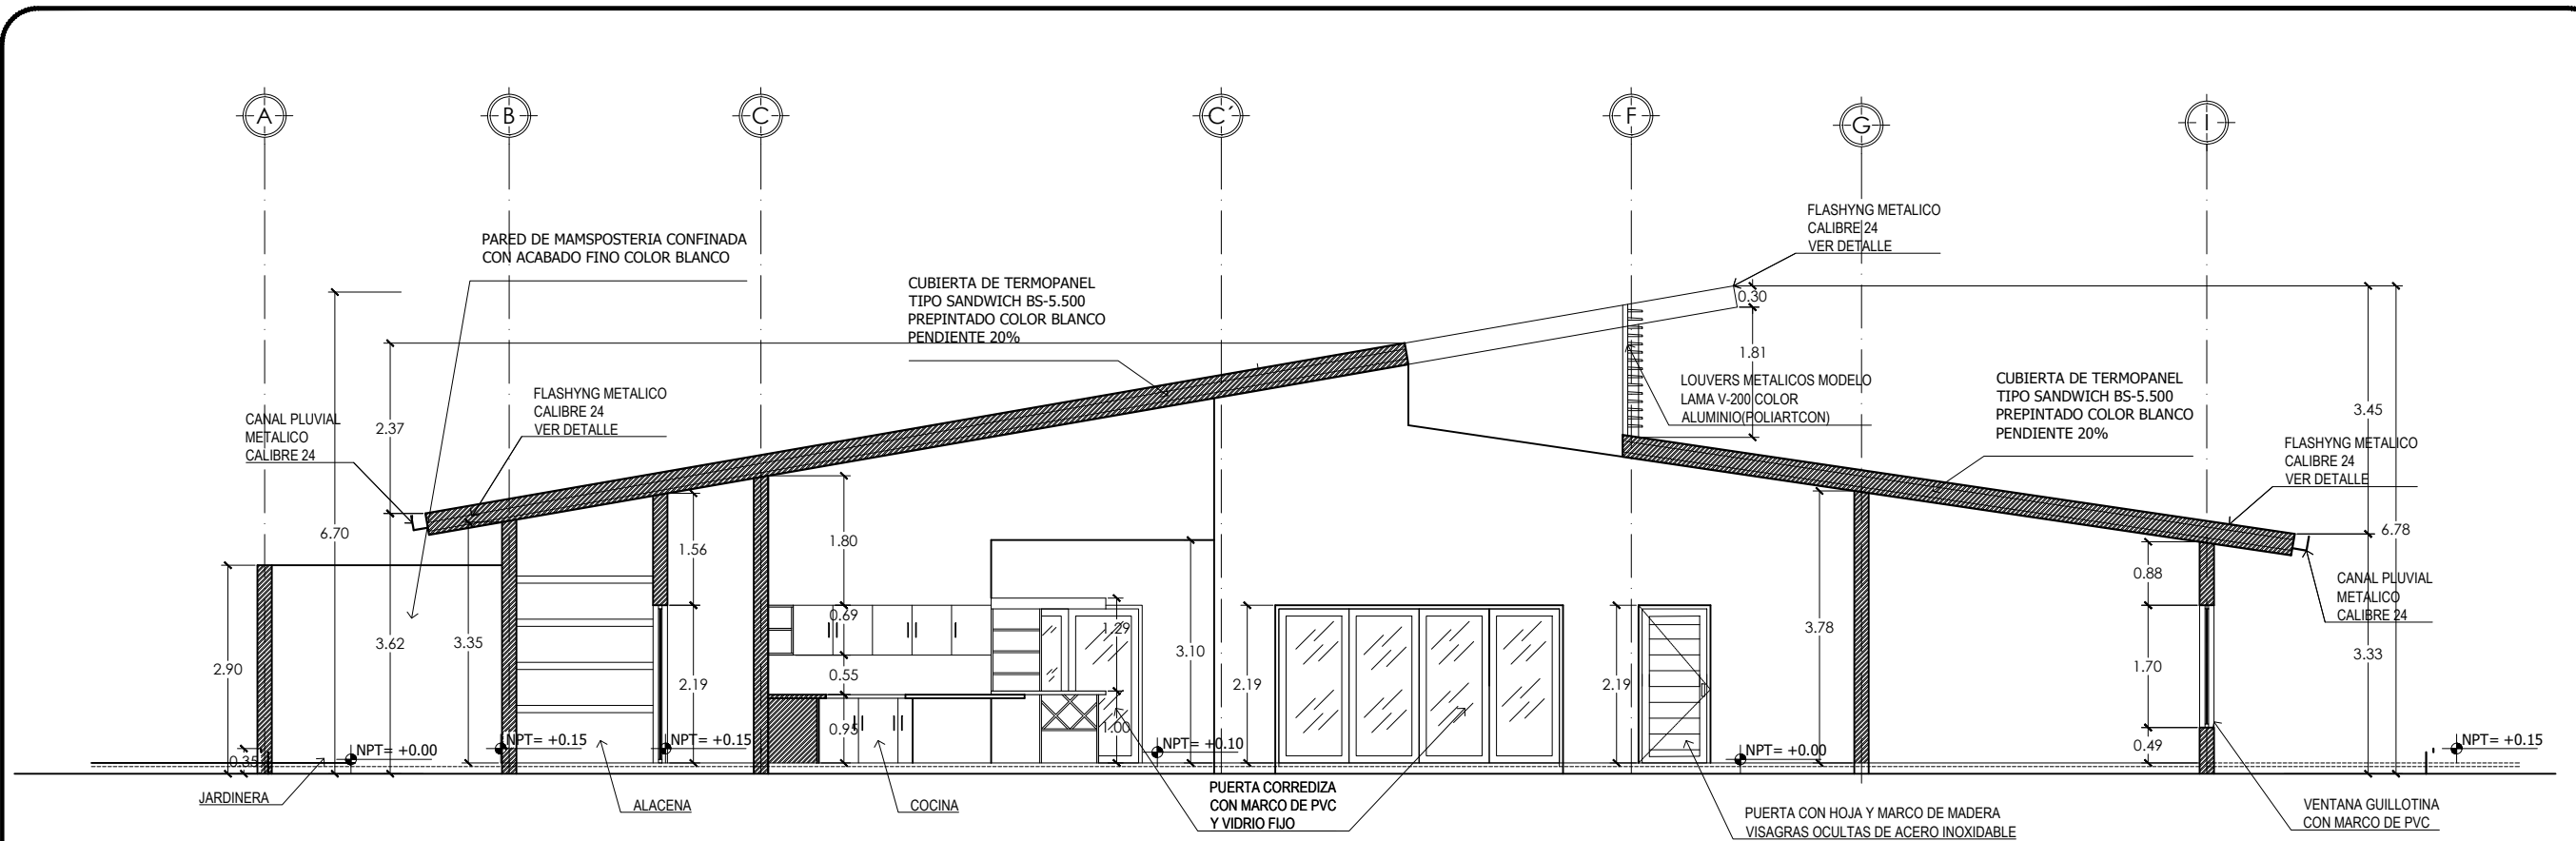 A
B
C
C´
F
G
I
PARED DE MAMSPOSTERIA CONFINADA
CON ACABADO FINO COLOR BLANCO
CUBIERTA DE TERMOPANEL
TIPO SANDWICH BS-5.500
PREPINTADO COLOR BLANCO
PENDIENTE 20%
FLASHYNG METALICO
CALIBRE 24
VER DETALLE
0.30
1.81
LOUVERS METALICOS MODELO
LAMA V-200 COLOR
ALUMINIO(POLIARTCON)
CUBIERTA DE TERMOPANEL
TIPO SANDWICH BS-5.500
PREPINTADO COLOR BLANCO
PENDIENTE 20%
FLASHYNG METALICO
CALIBRE 24
VER DETALLE
3.45
6.78
3.33
CANAL PLUVIAL
METALICO
CALIBRE 24
FLASHYNG METALICO
CALIBRE 24
VER DETALLE
CANAL PLUVIAL
METALICO
CALIBRE 24
2.37
6.70
3.62
3.35
2.90
0.35
1.56
2.19
1.80
0.69
0.55
0.95
1.29
1.00
3.10
2.19
2.19
3.78
0.88
1.70
0.49
NPT= +0.00
NPT= +0.15
NPT= +0.15
NPT= +0.10
NPT= +0.00
NPT= +0.15
JARDINERA
ALACENA
COCINA
PUERTA CORREDIZA
CON MARCO DE PVC
Y VIDRIO FIJO
PUERTA CON HOJA Y MARCO DE MADERA
VISAGRAS OCULTAS DE ACERO INOXIDABLE
VENTANA GUILLOTINA
CON MARCO DE PVC